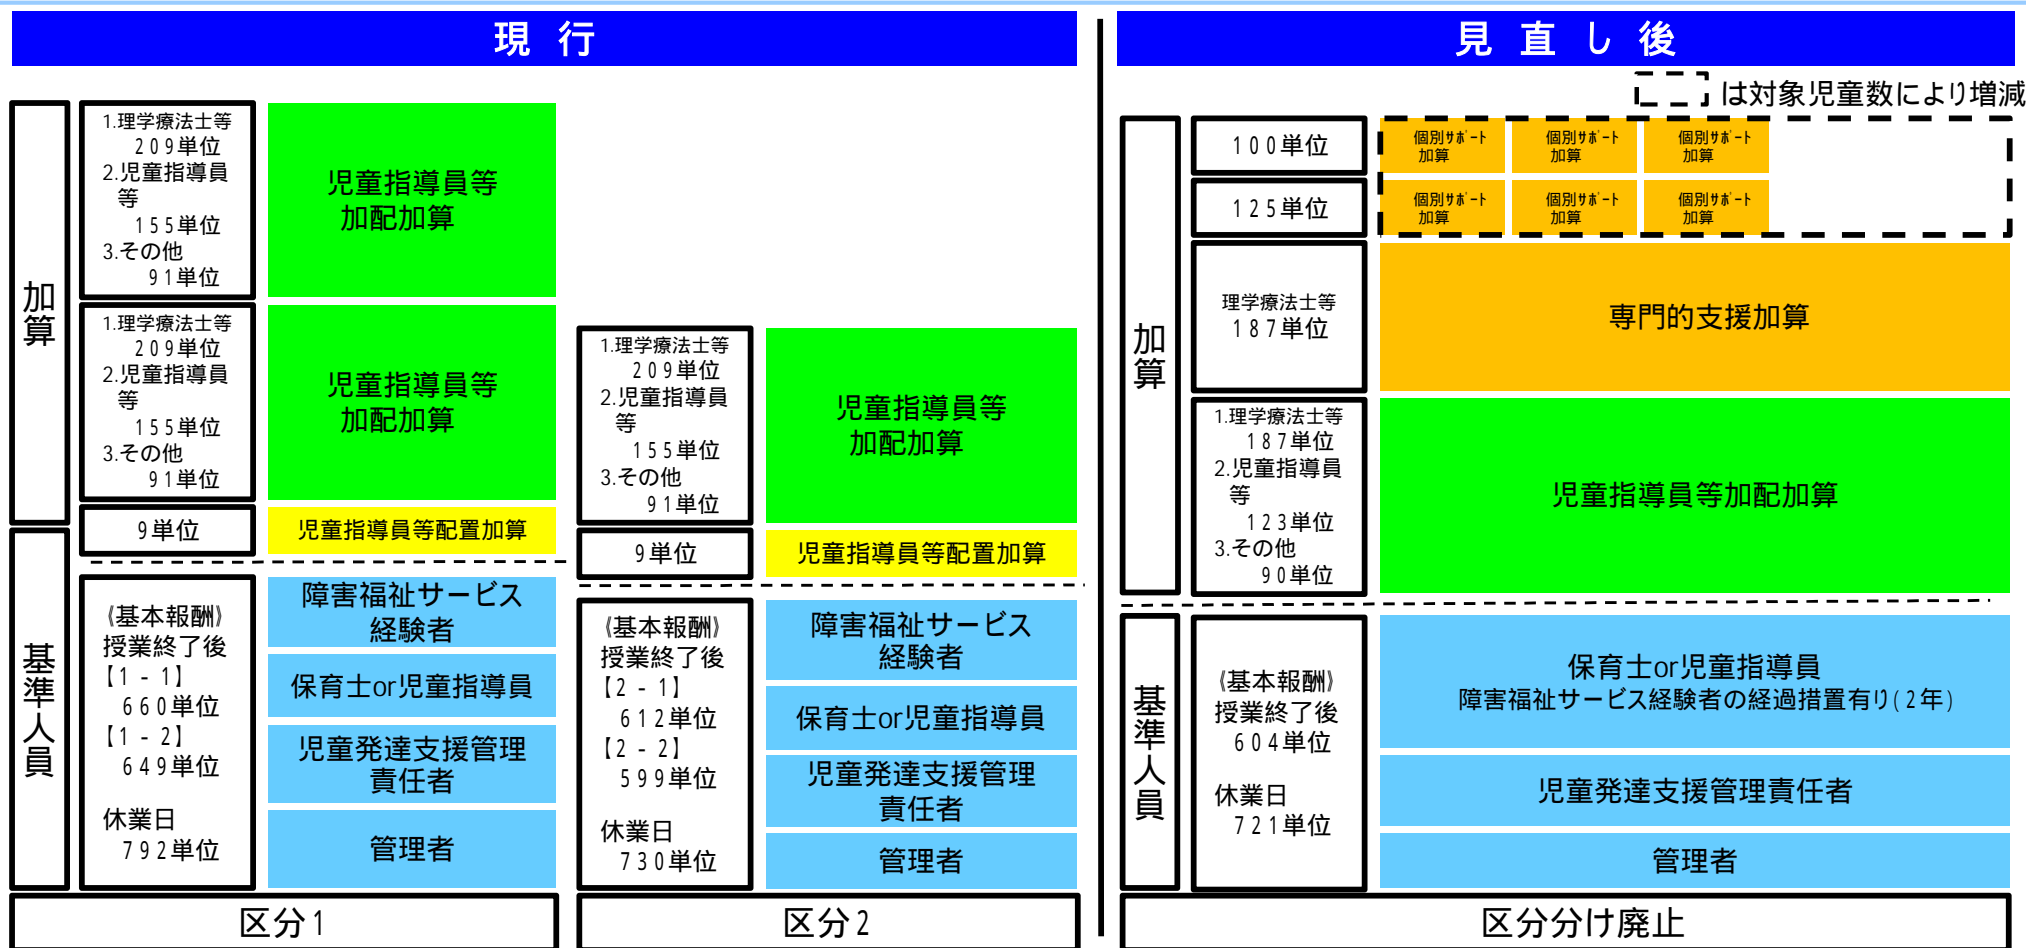 現行
加算
1.理学療法士等
209単位
2.児童指導員
等
155単位
3.その他
91単位
児童指導員等
加配加算
1.理学療法士等
209単位
2.児童指導員
等
155単位
3.その他
91単位
児童指導員等
加配加算
9単位
児童指導員等配置加算
基準人員
《基本報酬》
授業終了後
【1-1】
660単位
【1-2】
649単位
休業日
792単位
障害福祉サービス
経験者
保育士or児童指導員
児童発達支援管理
責任者
管理者
区分1
1.理学療法士等
209単位
2.児童指導員
等
155単位
3.その他
91単位
児童指導員等
加配加算
9単位
児童指導員等配置加算
《基本報酬》
授業終了後
【2-1】
612単位
【2-2】
599単位
休業日
730単位
障害福祉サービス
経験者
保育士or児童指導員
児童発達支援管理
責任者
管理者
区分2
見直し後
は対象児童数により増減
加算
100単位
個別ｻﾎﾟｰﾄ
加算
個別ｻﾎﾟｰﾄ
加算
個別ｻﾎﾟｰﾄ
加算
125単位
個別ｻﾎﾟｰﾄ
加算
個別ｻﾎﾟｰﾄ
加算
個別ｻﾎﾟｰﾄ
加算
理学療法士等
187単位
専門的支援加算
1.理学療法士等
187単位
2.児童指導員
等
123単位
3.その他
90単位
児童指導員等加配加算
基準人員
《基本報酬》
授業終了後
604単位
休業日
721単位
保育士or児童指導員
障害福祉サービス経験者の経過措置有り(2年)
児童発達支援管理責任者
管理者
区分分け廃止